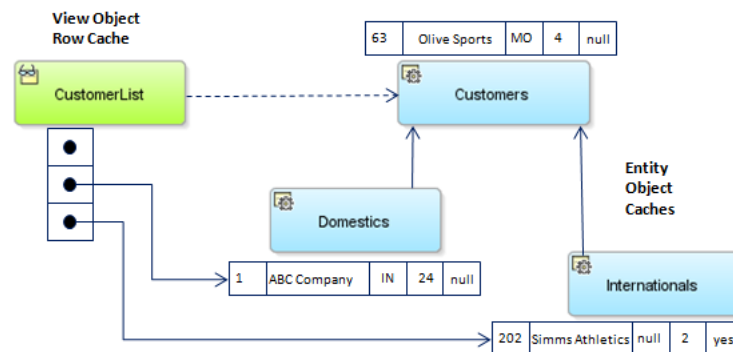 View Object
Row Cache
63 Olive Sports MO 4 null
CustomerList
Customers
Entity
Object
Caches
Domestics
1 ABC Company IN 24 null
Internationals
202 Simms Athletics null 2 yes